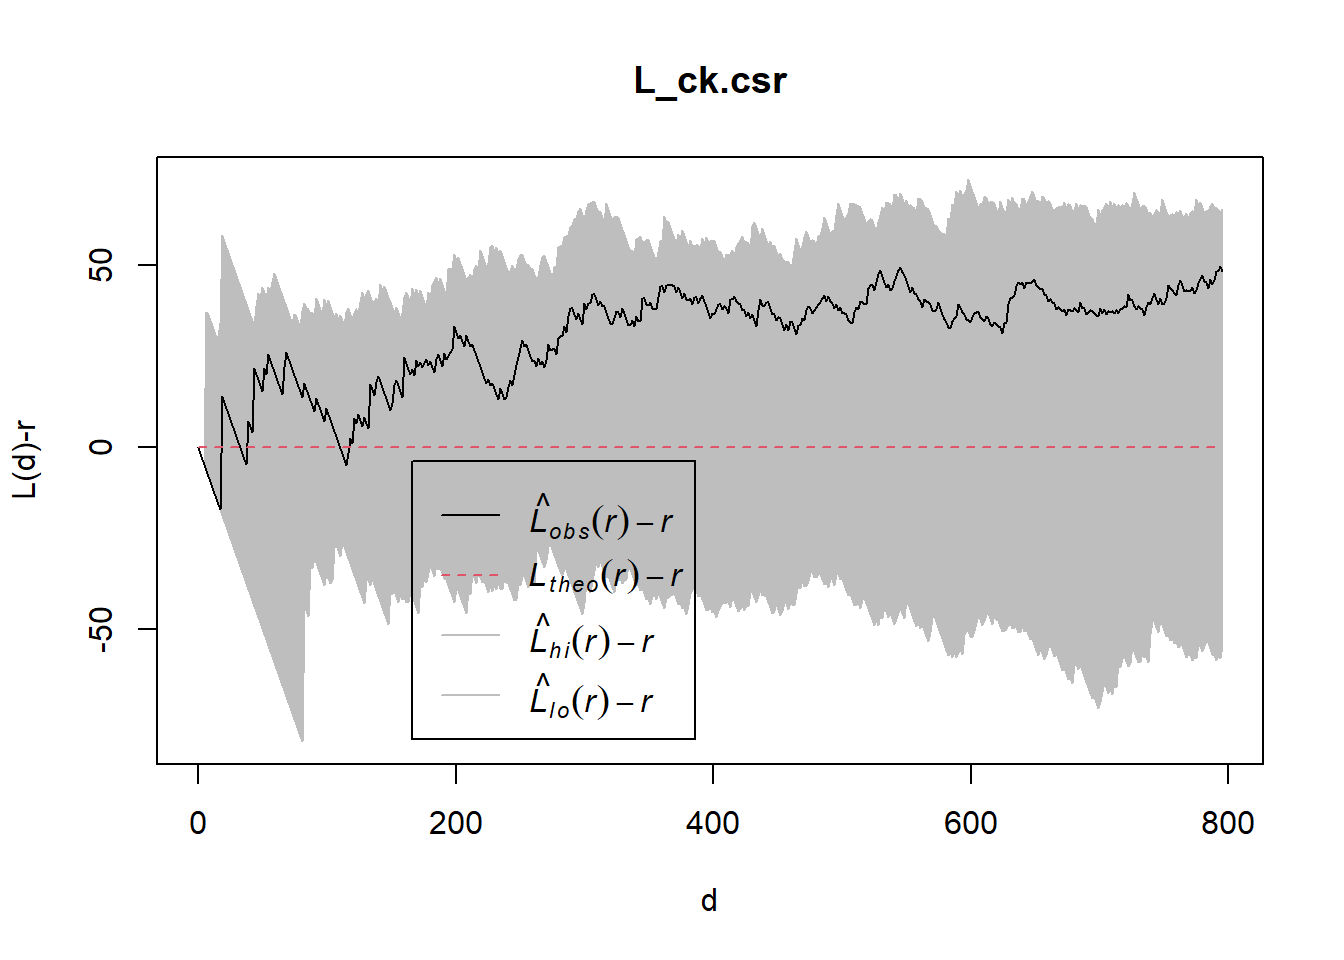 L_ck.csr
50
0
-50
L(d)-r
L̂obs(r) – r
Ltheo(r) – r
L̂hi(r) – r
L̂lo(r) – r
0 200 400 600 800
d